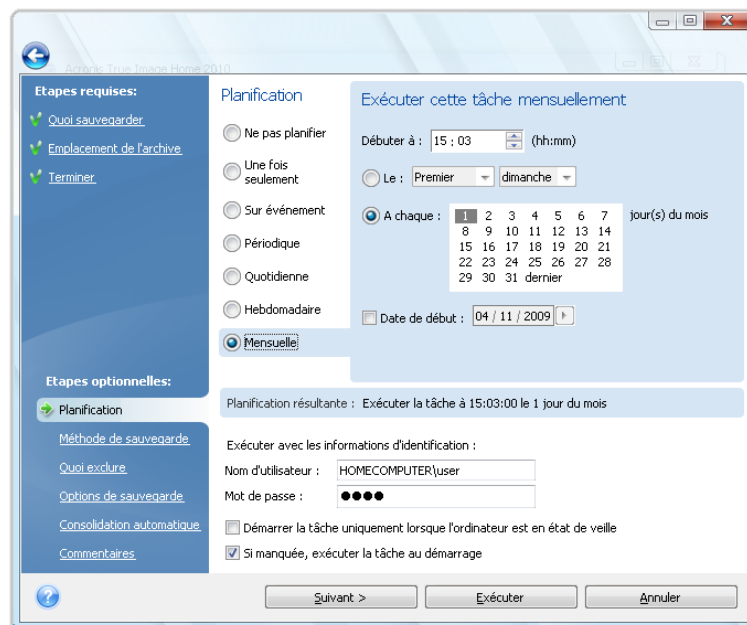 Acronis True Image Home 2010
Etapes requises:
Quoi sauvegarder
Emplacement de l'archive
Terminer
Planification
Ne pas planifier
Une fois
seulement
Sur événement
Périodique
Quotidienne
Hebdomadaire
Mensuelle
Exécuter cette tâche mensuellement
Débuter à : 15 : 03 (hh:mm)
Le : Premier dimanche
A chaque : 1 2 3 4 5 6 7 jour(s) du mois
8 9 10 11 12 13 14
15 16 17 18 19 20 21
22 23 24 25 26 27 28
29 30 31 dernier
Date de début : 04 / 11 / 2009
Etapes optionnelles:
Planification
Méthode de sauvegarde
Quoi exclure
Options de sauvegarde
Consolidation automatique
Commentaires
Planification résultante : Exécuter la tâche à 15:03:00 le 1 jour du mois
Exécuter avec les informations d'identification :
Nom d'utilisateur : HOMECOMPUTER\user
Mot de passe : ●●●●
Démarrer la tâche uniquement lorsque l'ordinateur est en état de veille
Si manquée, exécuter la tâche au démarrage
Suivant > Exécuter Annuler